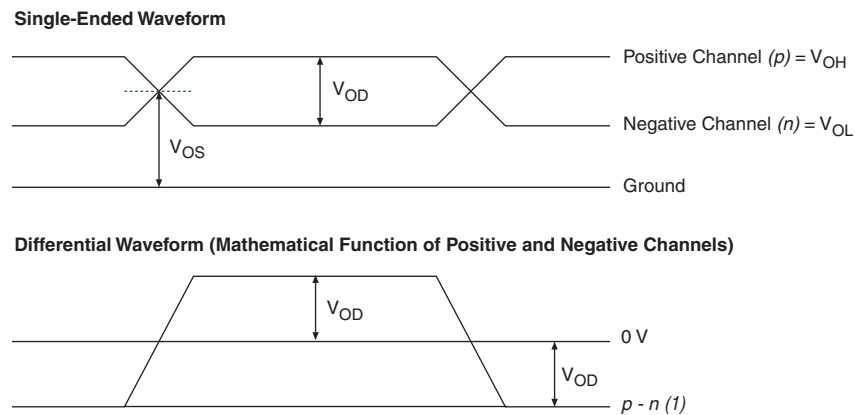 Single-Ended Waveform
Positive Channel (p) = VOH
VOD
Negative Channel (n) = VOL
VOS
Ground
Differential Waveform (Mathematical Function of Positive and Negative Channels)
VOD
0 V
VOD
p - n (1)